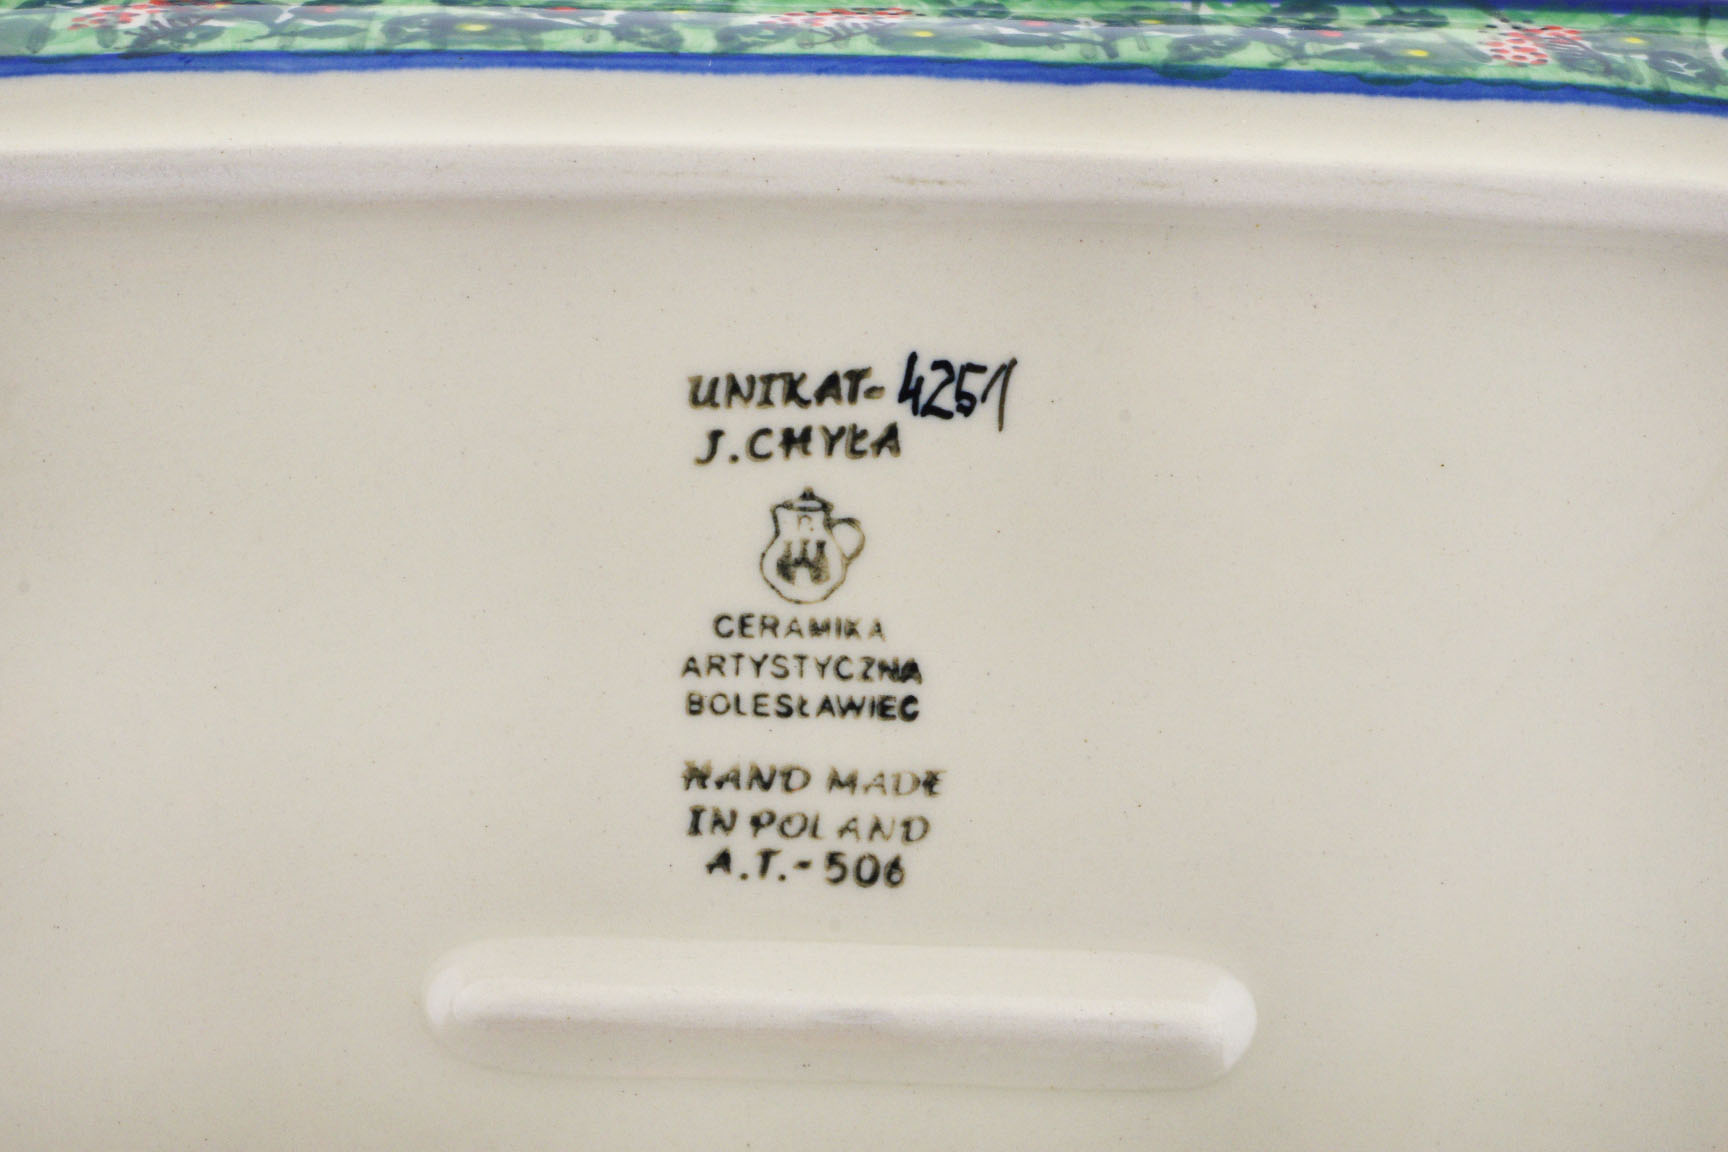 UNIKAT- 4251
J. CHYŁA
CERAMIKA
ARTYSTYCZNA
BOLESŁAWIEC
HAND MADE
IN POLAND
A.T.-506